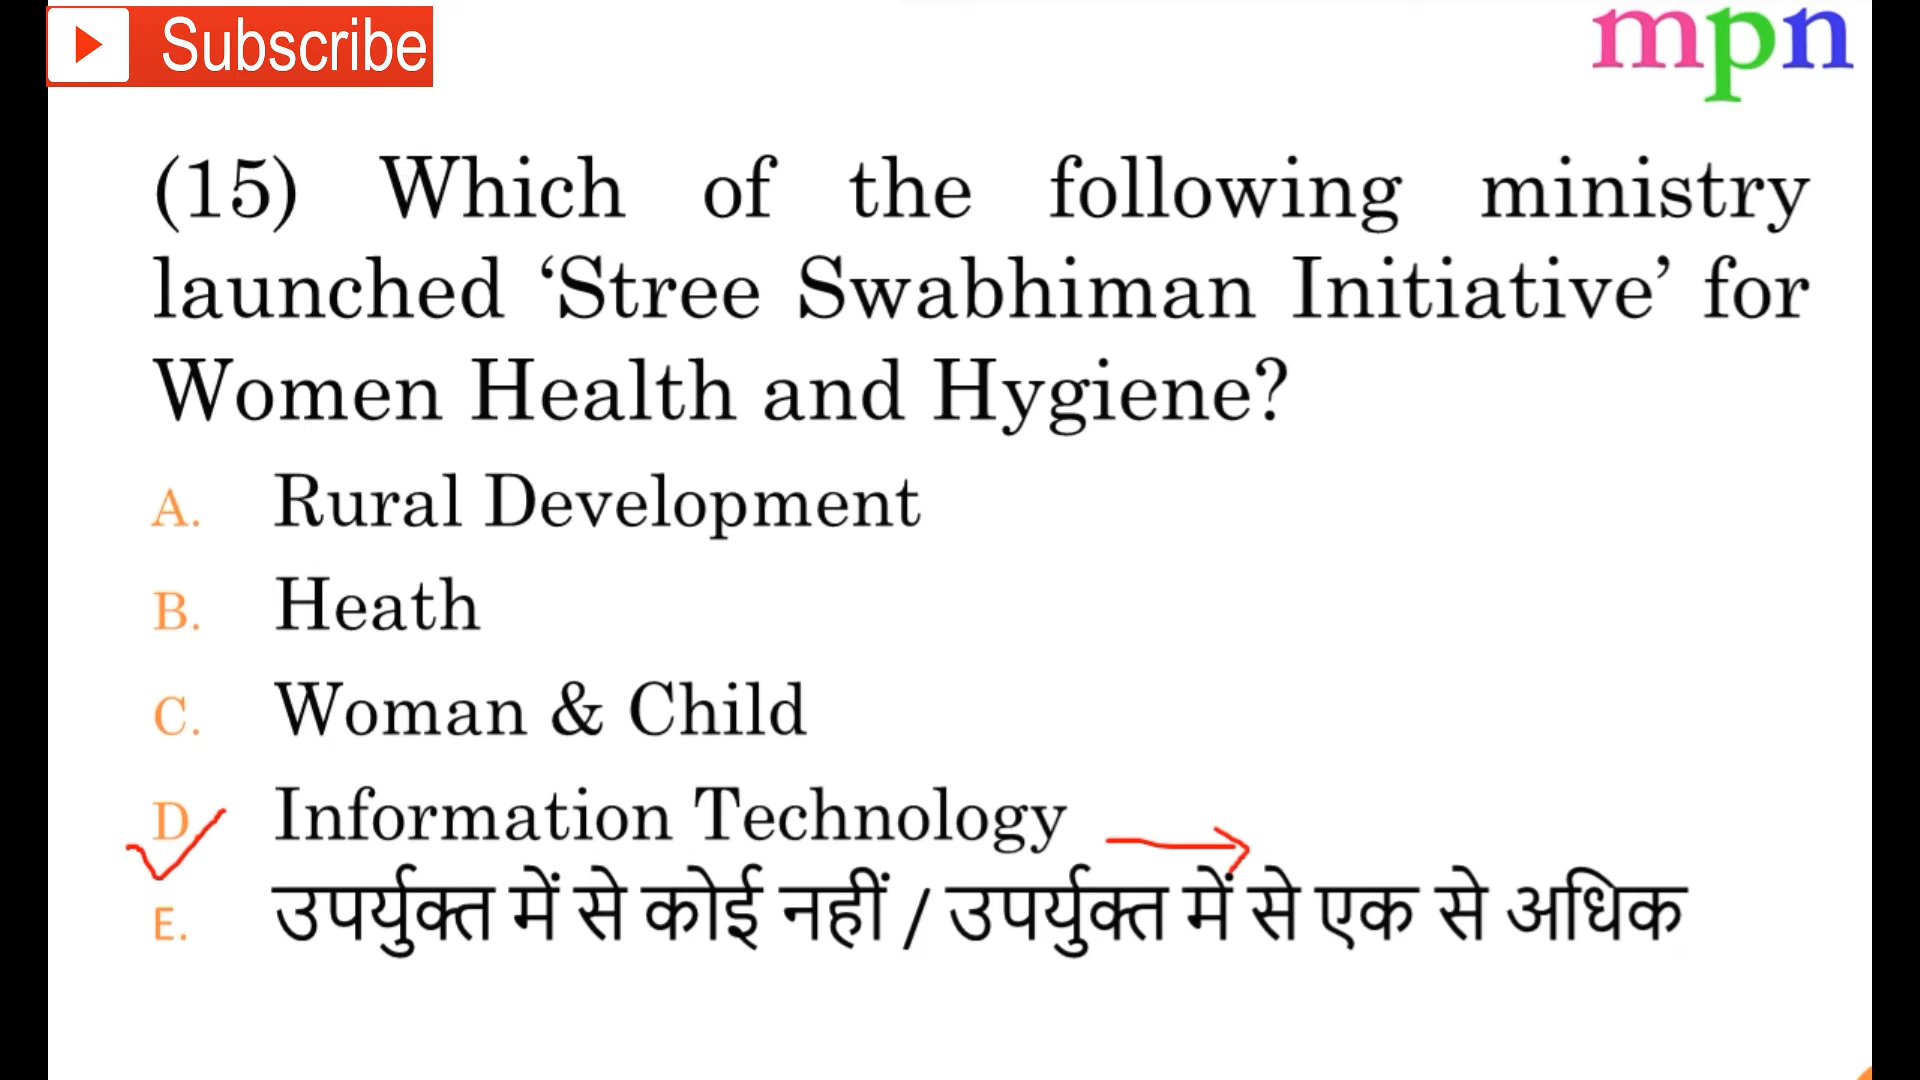 Subscribe
mpn
(15) Which of the following ministry
launched ‘Stree Swabhiman Initiative’ for
Women Health and Hygiene?
A. Rural Development
B. Heath
C. Woman & Child
D. Information Technology
E. उपर्युक्त में से कोई नहीं / उपर्युक्त में से एक से अधिक